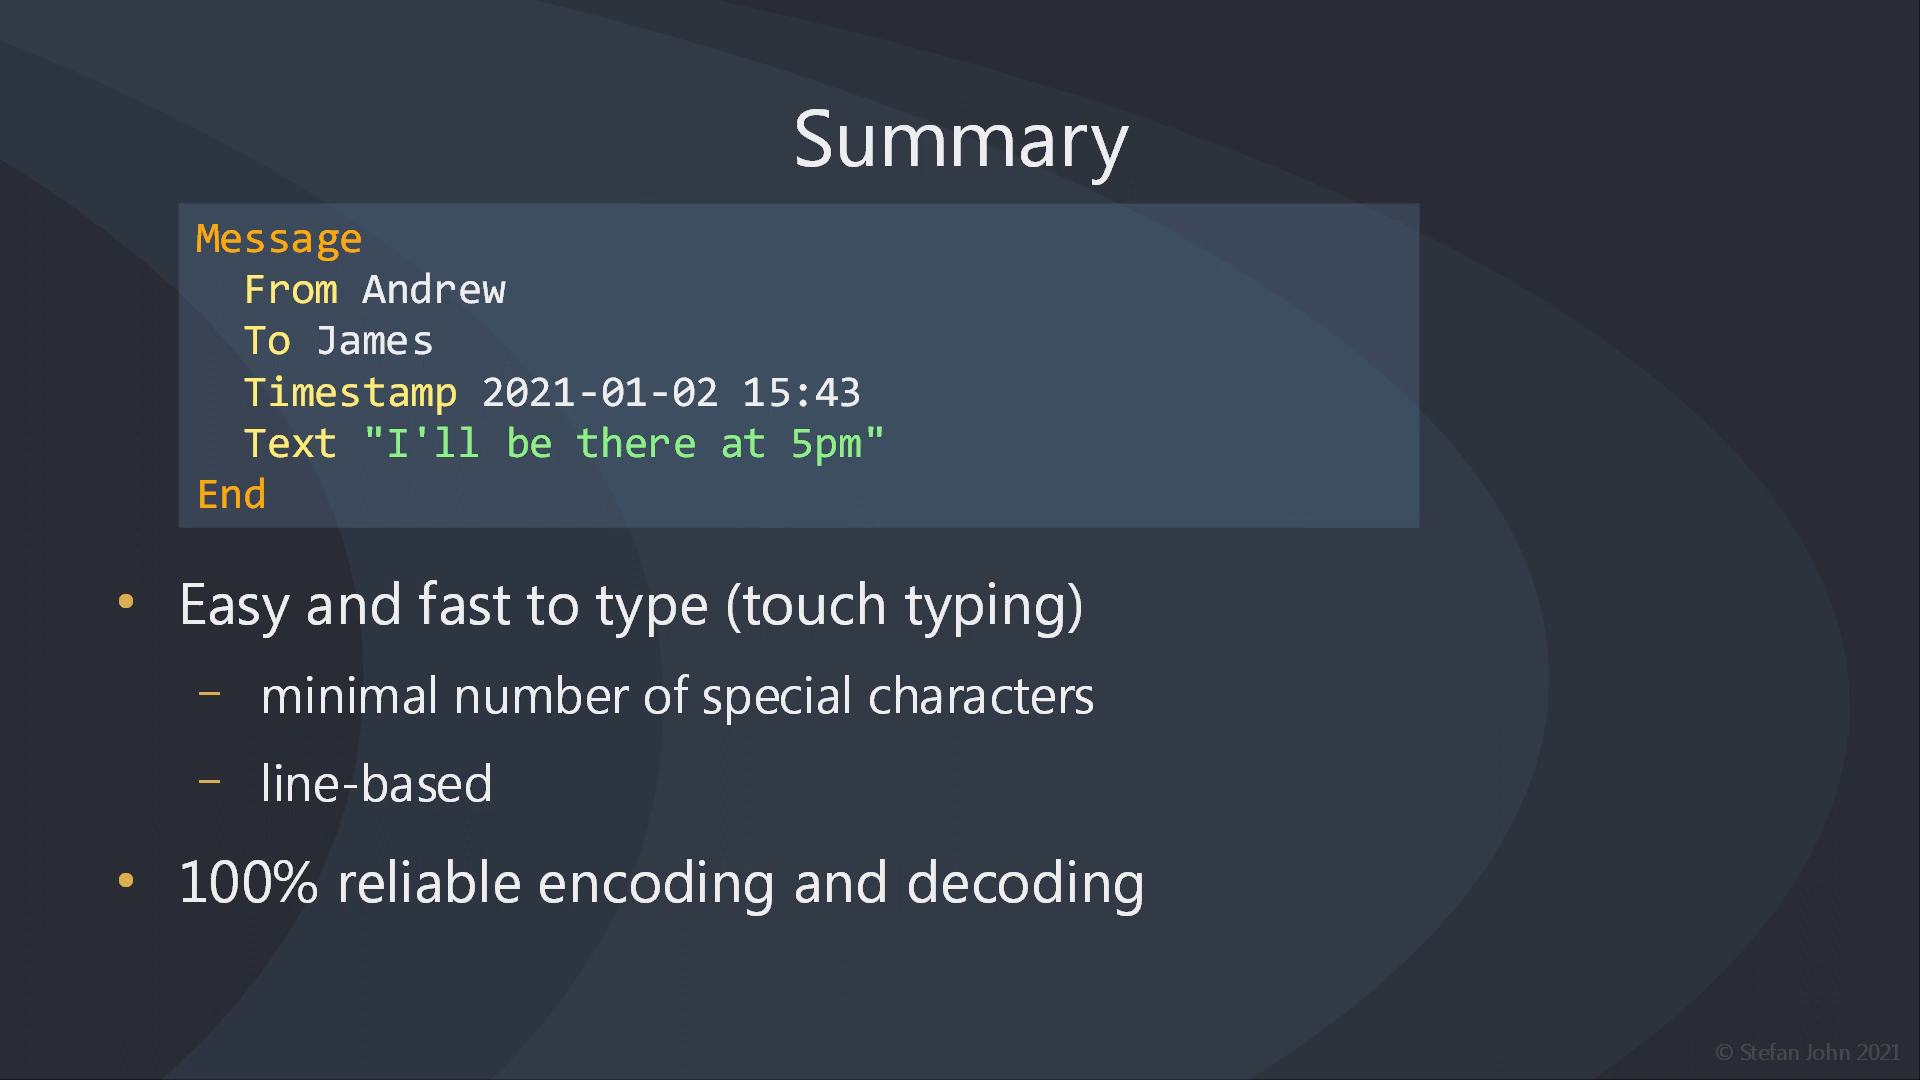 Summary
Message
  From Andrew
  To James
  Timestamp 2021-01-02 15:43
  Text "I'll be there at 5pm"
End
• Easy and fast to type (touch typing)
– minimal number of special characters
– line-based
• 100% reliable encoding and decoding
© Stefan John 2021